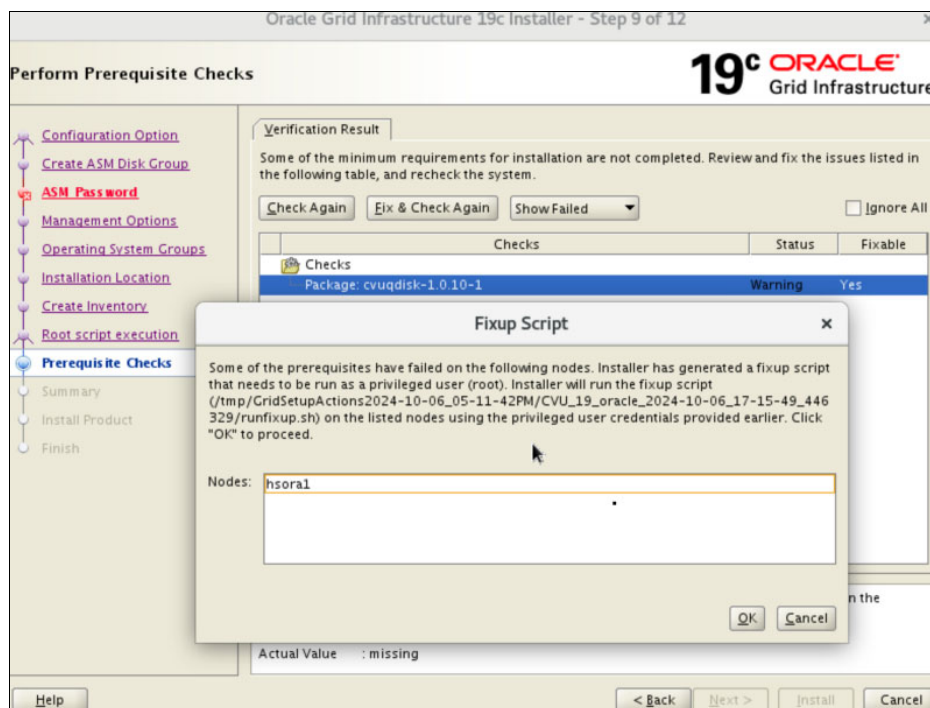 Oracle Grid Infrastructure 19c Installer - Step 9 of 12
Perform Prerequisite Checks
19c ORACLE
Grid Infrastructure
Configuration Option
Create ASM Disk Group
ASM Password
Management Options
Operating System Groups
Installation Location
Create Inventory
Root script execution
Prerequisite Checks
Summary
Install Product
Finish
Verification Result
Some of the minimum requirements for installation are not completed. Review and fix the issues listed in
the following table, and recheck the system.
Check Again Fix & Check Again Show Failed Ignore All
Checks Status Fixable
Checks
Package: cvuqdisk-1.0.10-1 Warning Yes
Fixup Script
Some of the prerequisites have failed on the following nodes. Installer has generated a fixup script
that needs to be run as a privileged user (root). Installer will run the fixup script
(/tmp/GridSetupActions2024-10-06_05-11-42PM/CVU_19_oracle_2024-10-06_17-15-49_446
329/runfixup.sh) on the listed nodes using the privileged user credentials provided earlier. Click
"OK" to proceed.
Nodes: hsora1
n the
OK Cancel
Actual Value : missing
Help < Back Next > Install Cancel